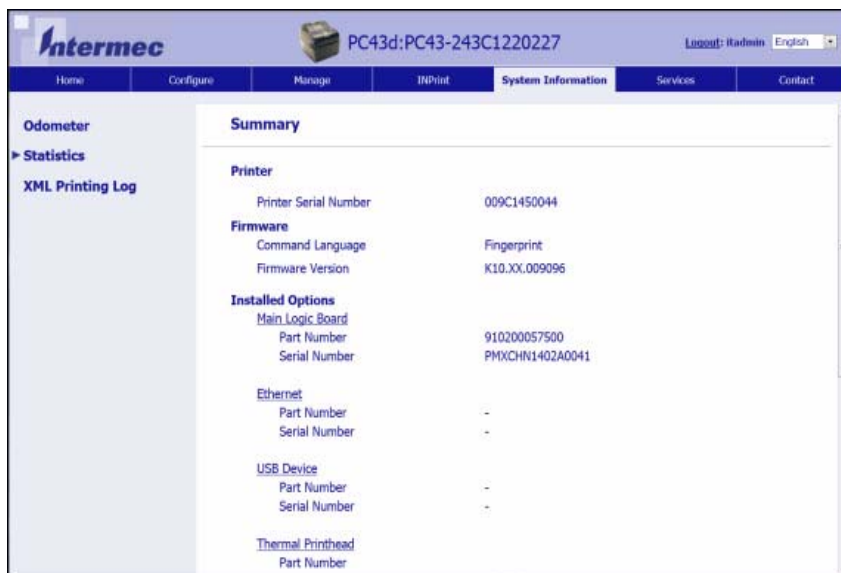 Intermec
PC43d:PC43-243C1220227
Logout: itadmin English
Home Configure Manage INPrint System Information Services Contact
Odometer
Statistics
XML Printing Log
Summary
Printer
Printer Serial Number 009C1450044
Firmware
Command Language Fingerprint
Firmware Version K10.XX.009096
Installed Options
Main Logic Board
Part Number 910200057500
Serial Number PMXCHN1402A0041
Ethernet
Part Number -
Serial Number -
USB Device
Part Number -
Serial Number -
Thermal Printhead
Part Number